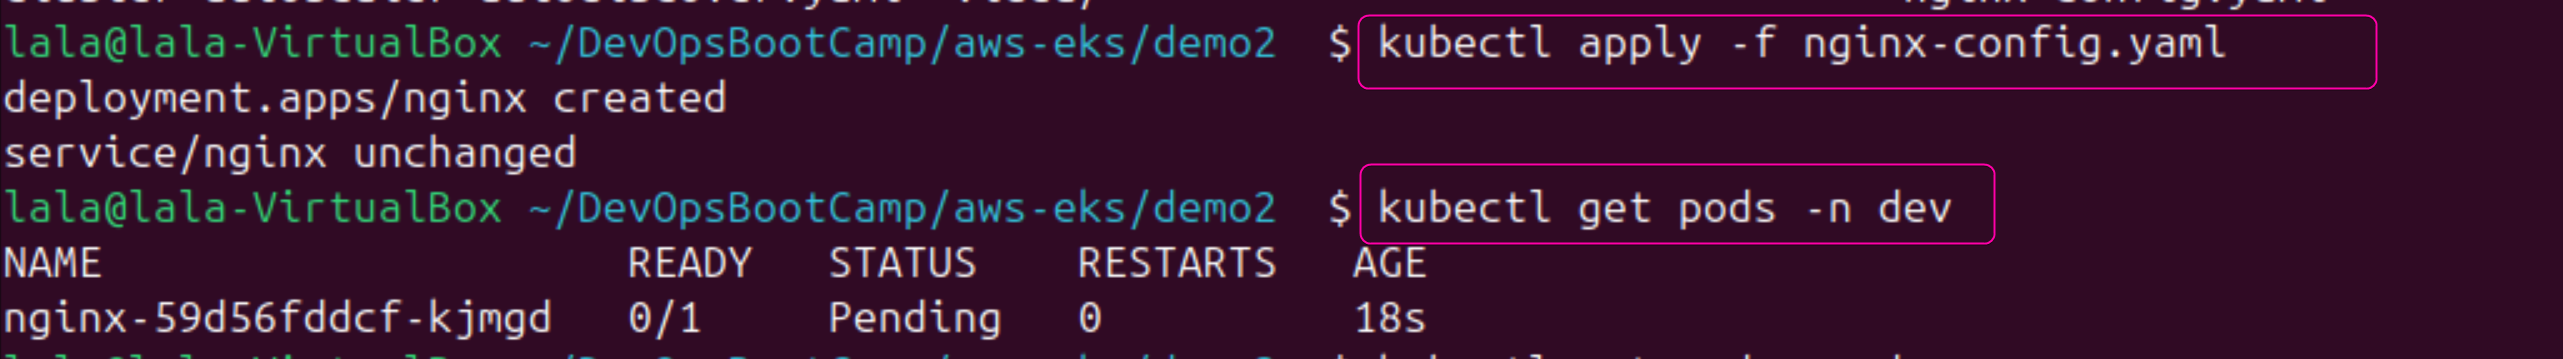 lala@lala-VirtualBox ~/DevOpsBootCamp/aws-eks/demo2 $ kubectl apply -f nginx-config.yaml
deployment.apps/nginx created
service/nginx unchanged
lala@lala-VirtualBox ~/DevOpsBootCamp/aws-eks/demo2 $ kubectl get pods -n dev
NAME READY STATUS RESTARTS AGE
nginx-59d56fddcf-kjmgd 0/1 Pending 0 18s